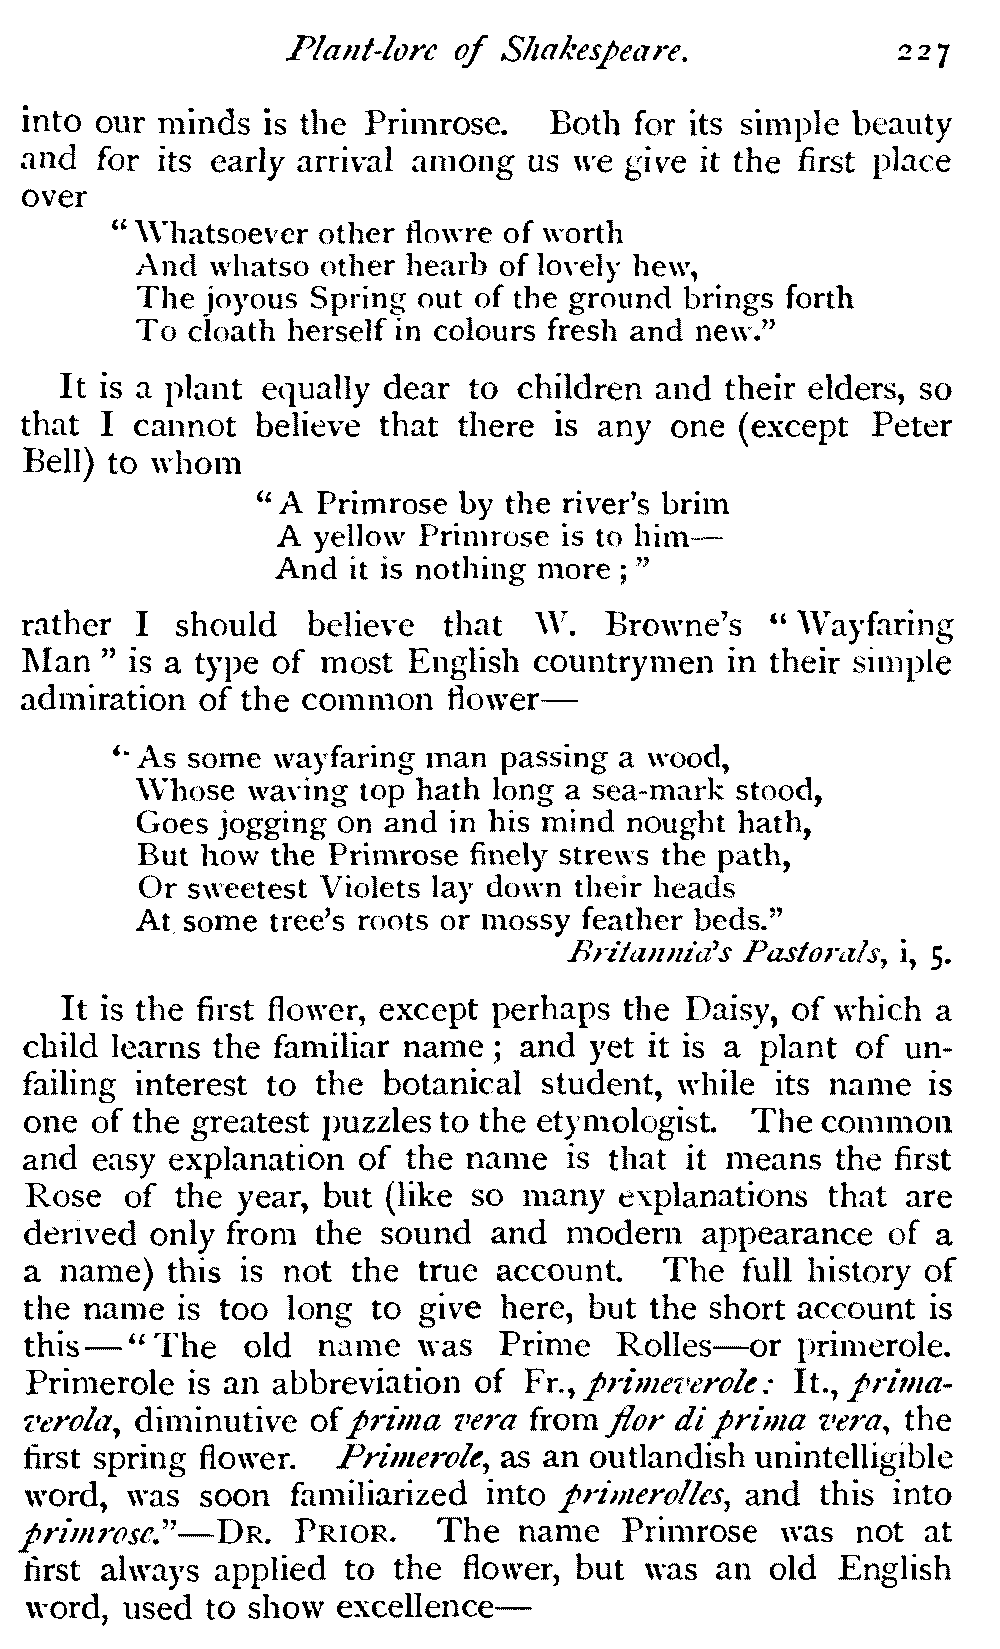 Plant-lore of Shakespeare. 227
into our minds is the Primrose. Both for its simple beauty
and for its early arrival among us we give it the first place
over
“ Whatsoever other flowre of worth
And whatso other hearb of lovely hew,
The joyous Spring out of the ground brings forth
To cloath herself in colours fresh and new.”
It is a plant equally dear to children and their elders, so
that I cannot believe that there is any one (except Peter
Bell) to whom
“ A Primrose by the river’s brim
A yellow Primrose is to him—
And it is nothing more ; ”
rather I should believe that W. Browne’s “ Wayfaring
Man ” is a type of most English countrymen in their simple
admiration of the common flower—
“ As some wayfaring man passing a wood,
Whose waving top hath long a sea-mark stood,
Goes jogging on and in his mind nought hath,
But how the Primrose finely strews the path,
Or sweetest Violets lay down their heads
At some tree’s roots or mossy feather beds.”
Britannia’s Pastorals, i, 5.
It is the first flower, except perhaps the Daisy, of which a
child learns the familiar name ; and yet it is a plant of un-
failing interest to the botanical student, while its name is
one of the greatest puzzles to the etymologist. The common
and easy explanation of the name is that it means the first
Rose of the year, but (like so many explanations that are
derived only from the sound and modern appearance of a
a name) this is not the true account. The full history of
the name is too long to give here, but the short account is
this—“ The old name was Prime Rolles—or primerole.
Primerole is an abbreviation of Fr., primeverole: It., prima-
verola, diminutive of prima vera from flor di prima vera, the
first spring flower. Primerole, as an outlandish unintelligible
word, was soon familiarized into primerolles, and this into
primrose.”—DR. PRIOR. The name Primrose was not at
first always applied to the flower, but was an old English
word, used to show excellence—